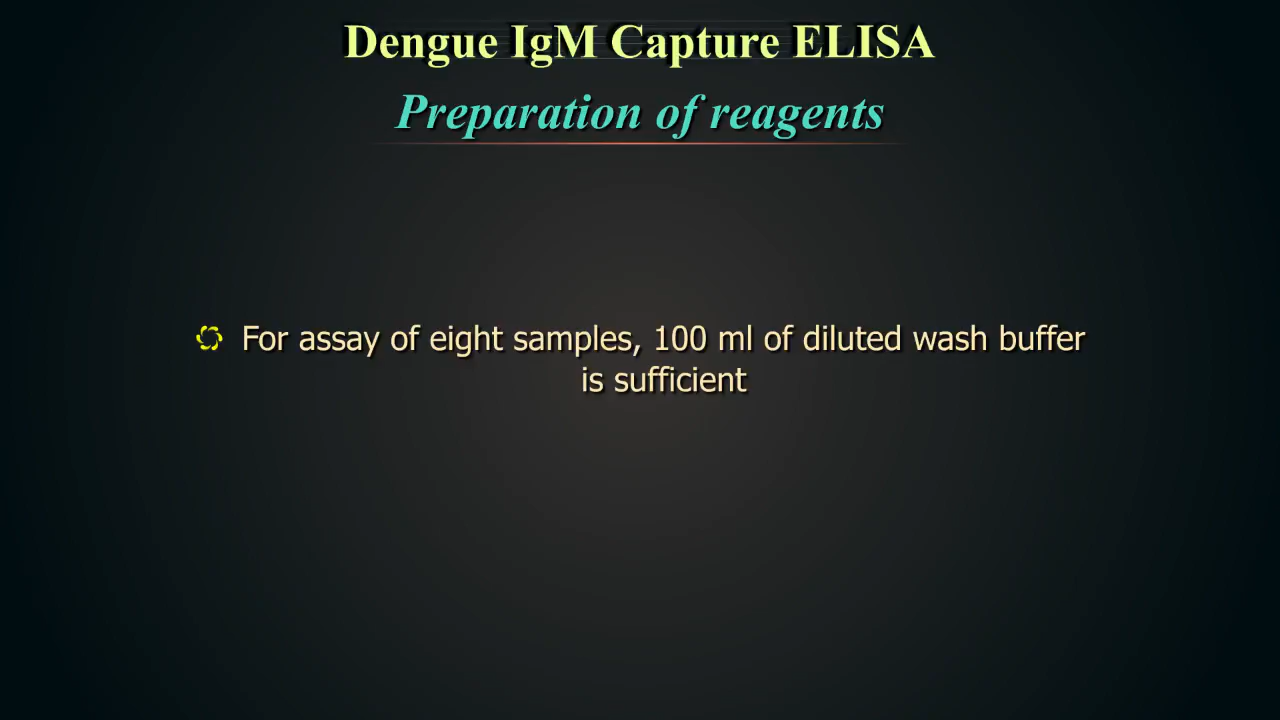 Dengue IgM Capture ELISA
Preparation of reagents
For assay of eight samples, 100 ml of diluted wash buffer
is sufficient